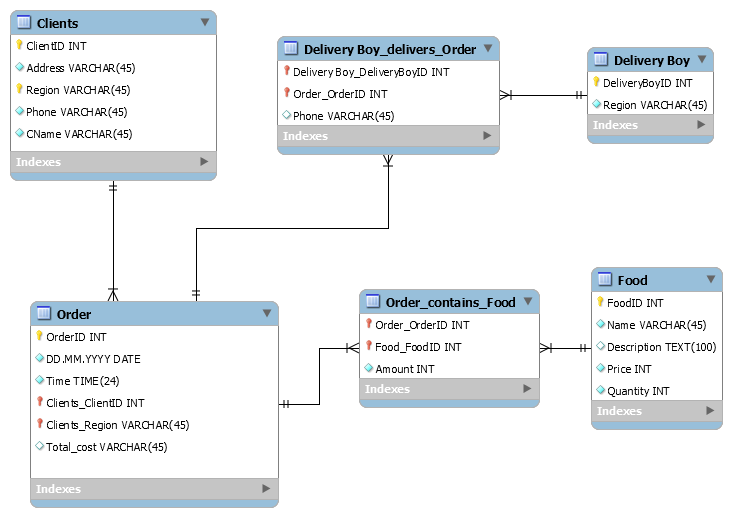 Clients
ClientID INT
Address VARCHAR(45)
Region VARCHAR(45)
Phone VARCHAR(45)
CName VARCHAR(45)
Indexes
Delivery Boy_delivers_Order
Delivery Boy_DeliveryBoyID INT
Order_OrderID INT
Phone VARCHAR(45)
Indexes
Delivery Boy
DeliveryBoyID INT
Region VARCHAR(45)
Indexes
Order
OrderID INT
DD.MM.YYYY DATE
Time TIME(24)
Clients_ClientID INT
Clients_Region VARCHAR(45)
Total_cost VARCHAR(45)
Indexes
Order_contains_Food
Order_OrderID INT
Food_FoodID INT
Amount INT
Indexes
Food
FoodID INT
Name VARCHAR(45)
Description TEXT(100)
Price INT
Quantity INT
Indexes